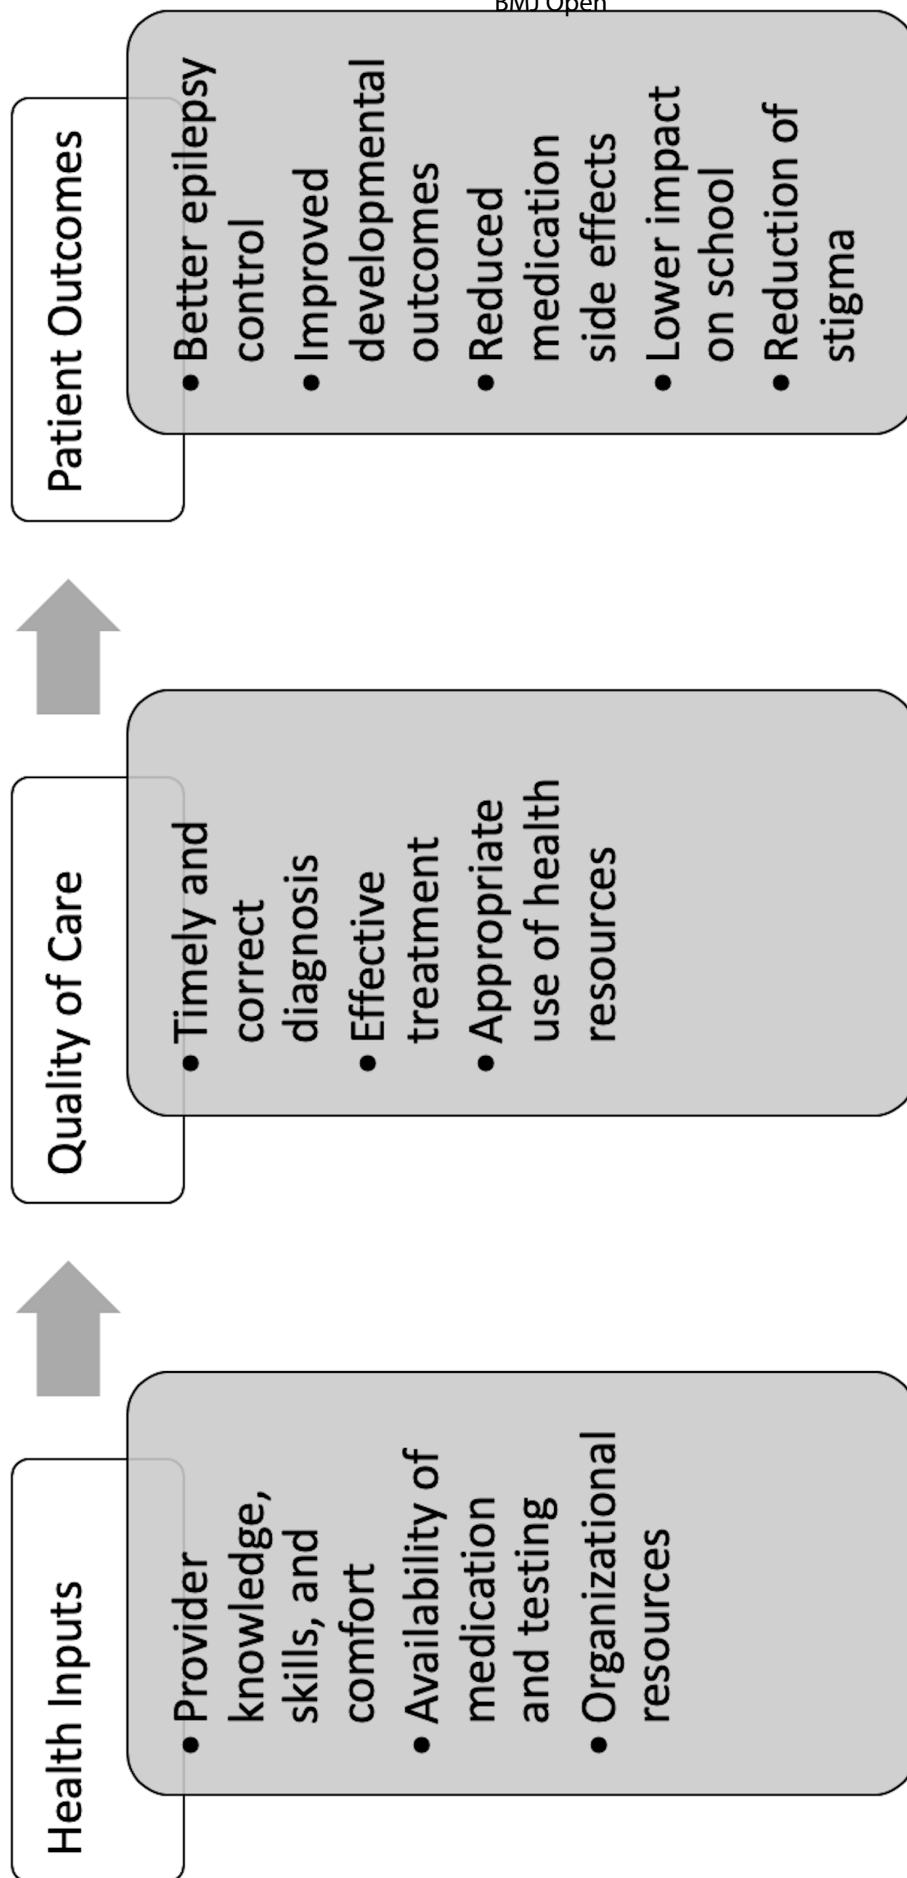 BMJ Open
Health Inputs
• Provider
knowledge,
skills, and
comfort
• Availability of
medication
and testing
• Organizational
resources
Quality of Care
• Timely and
correct
diagnosis
• Effective
treatment
• Appropriate
use of health
resources
Patient Outcomes
• Better epilepsy
control
• Improved
developmental
outcomes
• Reduced
medication
side effects
• Lower impact
on school
• Reduction of
stigma